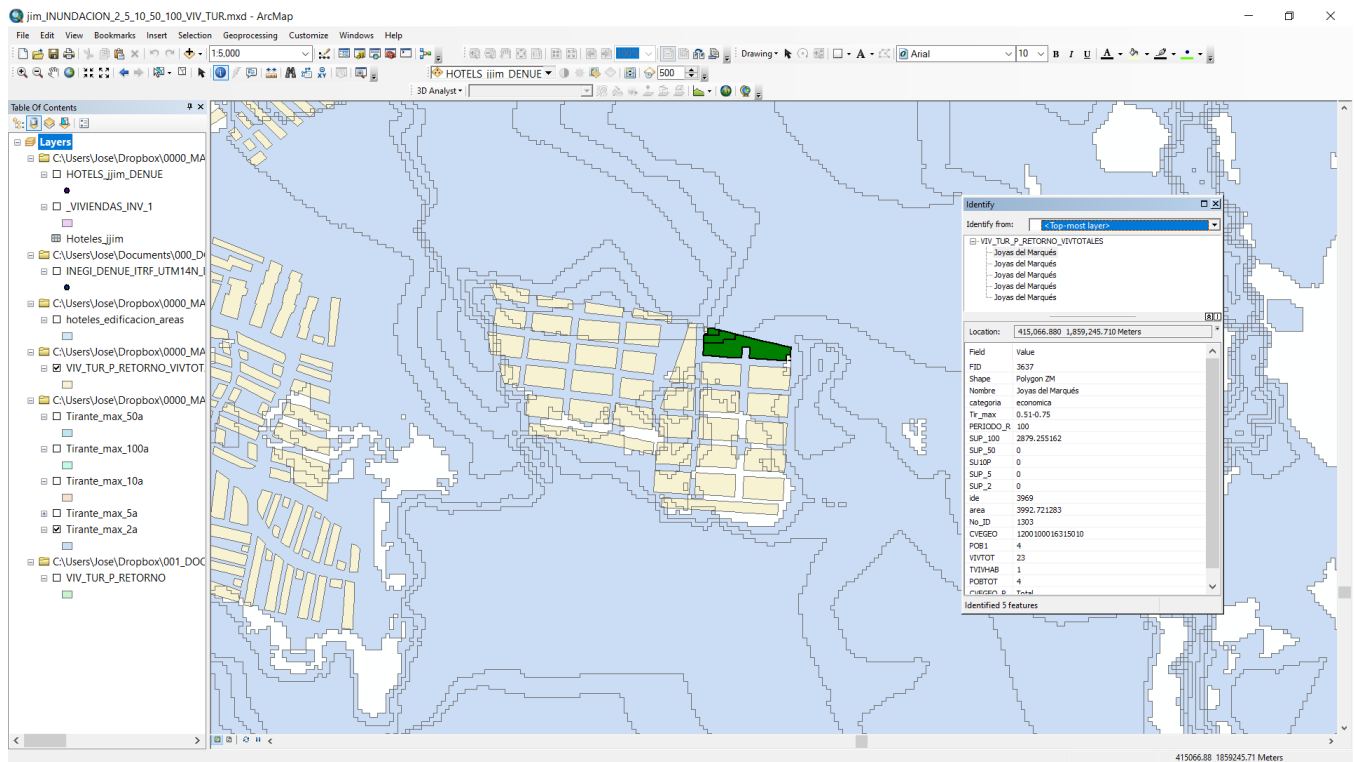 jim_INUNDACION_2_5_10_50_100_VIV_TUR.mxd - ArcMap
File Edit View Bookmarks Insert Selection Geoprocessing Customize Windows Help
1:5.000
Drawing
Arial
10
B I U A
HOTELS_jjim_DENUE
500
3D Analyst
Table Of Contents
Layers
C:\Users\Jose\Dropbox\0000_MA
HOTELS_jjim_DENUE
_VIVIENDAS_INV_1
Hoteles_jjim
C:\Users\Jose\Documents\000_D
INEGI_DENUE_ITRF_UTM14N_
C:\Users\Jose\Dropbox\0000_MA
hoteles_edificacion_areas
C:\Users\Jose\Dropbox\0000_MA
VIV_TUR_P_RETORNO_VIVTOT
C:\Users\Jose\Dropbox\0000_MA
Tirante_max_50a
Tirante_max_100a
Tirante_max_10a
Tirante_max_5a
Tirante_max_2a
C:\Users\Jose\Dropbox\001_DOC
VIV_TUR_P_RETORNO
Identify
Identify from: <Top-most layer>
VIV_TUR_P_RETORNO_VIVTOTALES
Joyas del Marqués
Joyas del Marqués
Joyas del Marqués
Joyas del Marqués
Joyas del Marqués
Location: 415,066.880 1,859,245.710 Meters
Field Value
FID 3637
Shape Polygon ZM
Nombre Joyas del Marqués
categoria economica
Tir_max 0.51-0.75
PERIODO_R 100
SUP_100 2879.255162
SUP_50 0
SU10P 0
SUP_5 0
SUP_2 0
ide 3969
area 3992.721283
No_ID 1303
CVEGEO 1200100016315010
POB1 4
VIVTOT 23
TVIVHAB 1
POBTOT 4
CVEGEO_P Total
Identified 5 features
415066.88 1859245.71 Meters